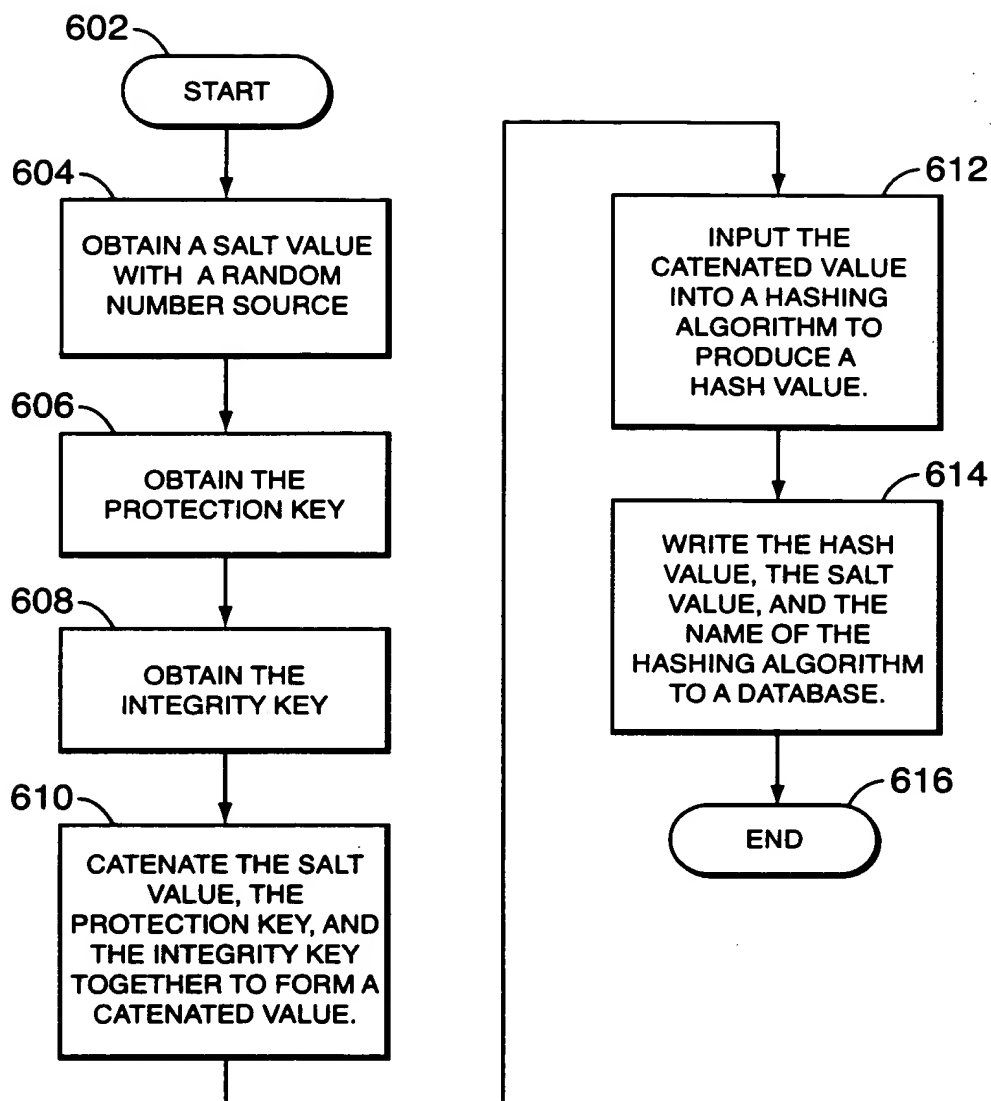 602
START
604
OBTAIN A SALT VALUE
WITH A RANDOM
NUMBER SOURCE
606
OBTAIN THE
PROTECTION KEY
608
OBTAIN THE
INTEGRITY KEY
610
CATENATE THE SALT
VALUE, THE
PROTECTION KEY, AND
THE INTEGRITY KEY
TOGETHER TO FORM A
CATENATED VALUE.
612
INPUT THE
CATENATED VALUE
INTO A HASHING
ALGORITHM TO
PRODUCE A
HASH VALUE.
614
WRITE THE HASH
VALUE, THE SALT
VALUE, AND THE
NAME OF THE
HASHING ALGORITHM
TO A DATABASE.
616
END